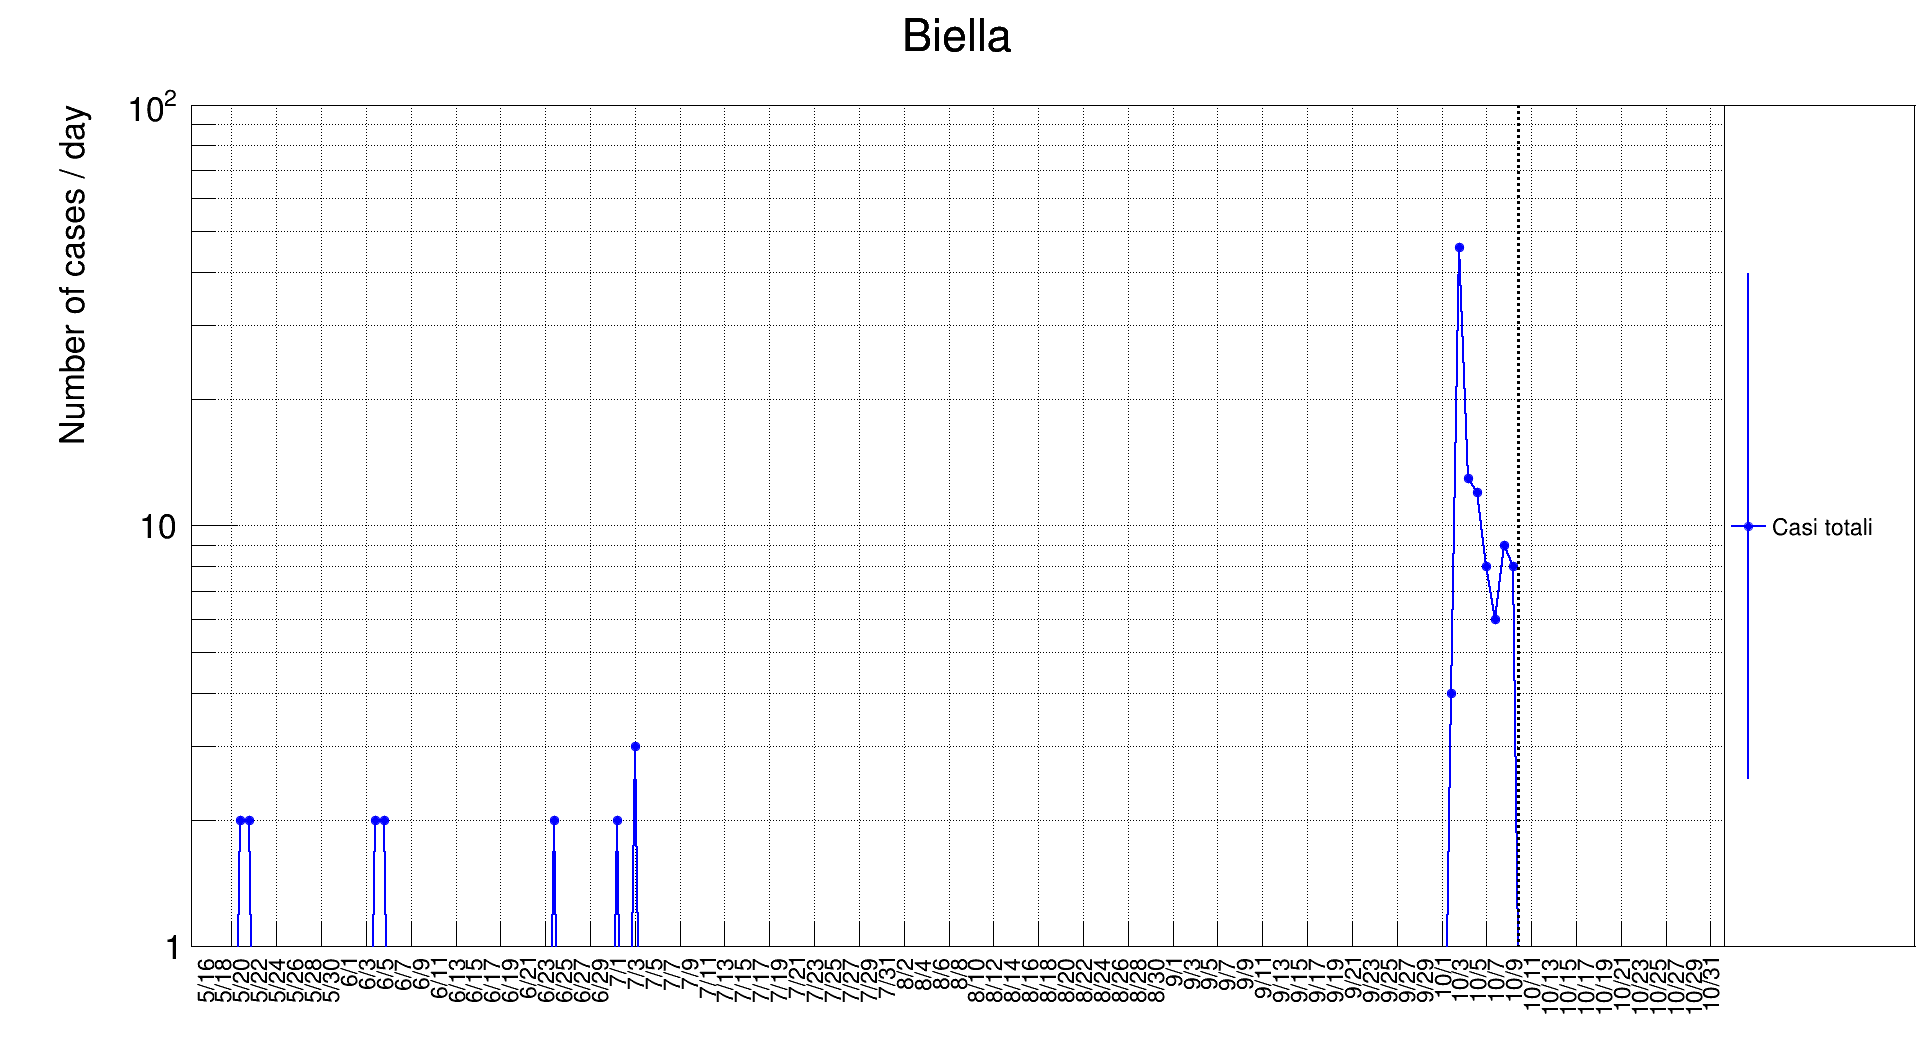 Biella
Number of cases / day
10²
10
1
5/16 5/18 5/20 5/22 5/24 5/26 5/28 5/30 6/1 6/3 6/5 6/7 6/9 6/11 6/13 6/15 6/17 6/19 6/21 6/23 6/25 6/27 6/29 7/1 7/3 7/5 7/7 7/9 7/11 7/13 7/15 7/17 7/19 7/21 7/23 7/25 7/27 7/29 7/31 8/2 8/4 8/6 8/8 8/10 8/12 8/14 8/16 8/18 8/20 8/22 8/24 8/26 8/28 8/30 9/1 9/3 9/5 9/7 9/9 9/11 9/13 9/15 9/17 9/19 9/21 9/23 9/25 9/27 9/29 10/1 10/3 10/5 10/7 10/9 10/11 10/13 10/15 10/17 10/19 10/21 10/23 10/25 10/27 10/29 10/31
Casi totali